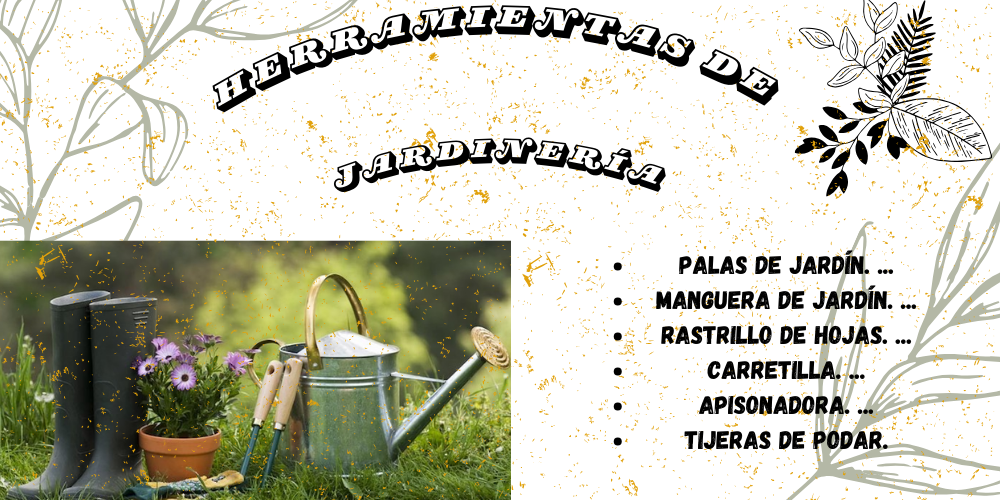 HERRAMIENTAS DE
JARDINERÍA
• PALAS DE JARDÍN. ...
• MANGUERA DE JARDÍN. ...
• RASTRILLO DE HOJAS. ...
• CARRETILLA. ...
• APISONADORA. ...
• TIJERAS DE PODAR.